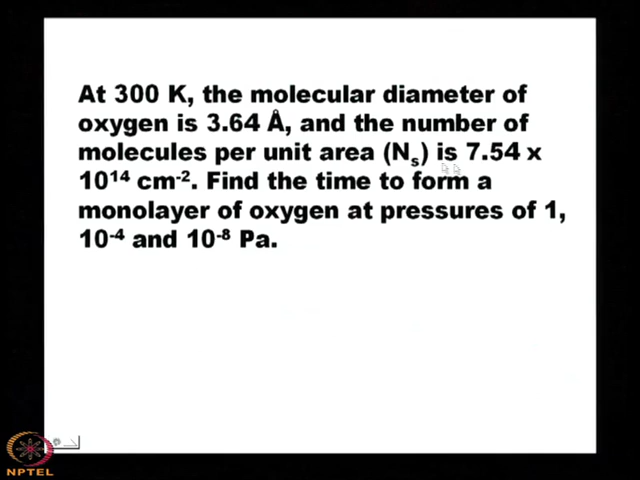 At 300 K, the molecular diameter of
oxygen is 3.64 Å, and the number of
molecules per unit area (Nₛ) is 7.54 x
10¹⁴ cm⁻². Find the time to form a
monolayer of oxygen at pressures of 1,
10⁻⁴ and 10⁻⁸ Pa.
NPTEL